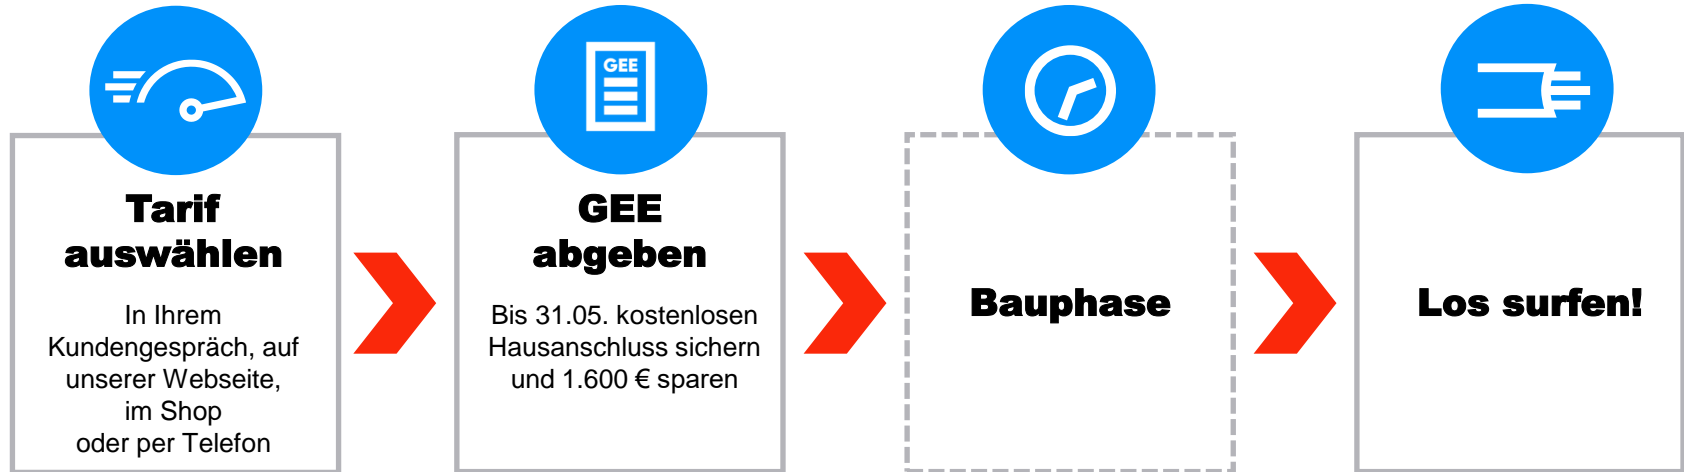 Tarif
auswählen
In Ihrem
Kundengespräch, auf
unserer Webseite,
im Shop
oder per Telefon
GEE
GEE
abgeben
Bis 31.05. kostenlosen
Hausanschluss sichern
und 1.600 € sparen
Bauphase
Los surfen!